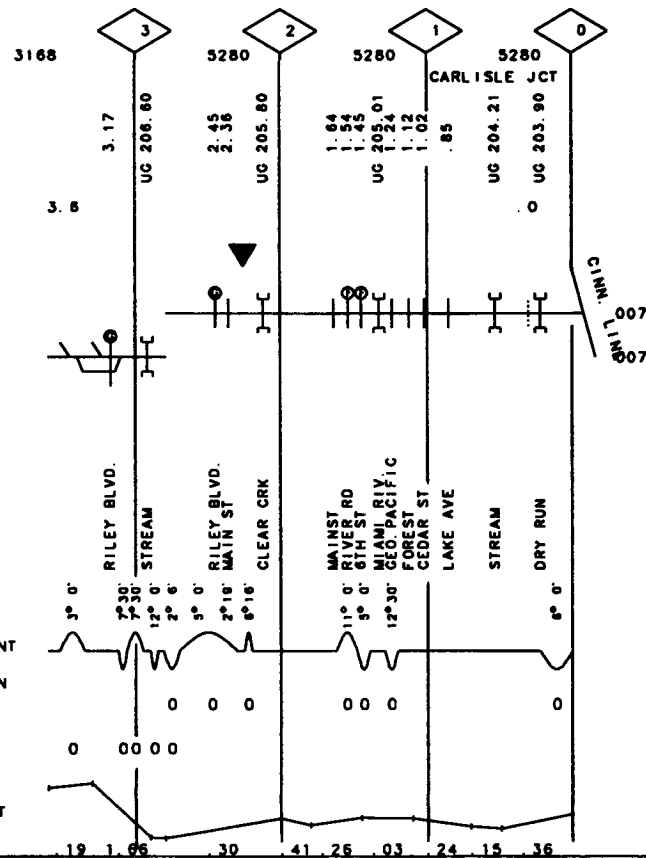 3 2 1 0
3168 5280 5280 5280
CARLISLE JCT
3.17
UG 206.60
2.45
2.36
UG 205.80
1.64
1.54
1.45
UG 205.01
1.24
1.12
1.02
.85
UG 204.21
UG 203.90
3.6
.0
CINN. LINE
007
007
RILEY BLVD.
STREAM
RILEY BLVD.
MAIN ST
CLEAR CRK
MAINST
RIVER RD
6TH ST
MIAMI RIV.
GEO. PACIFIC
FOREST
CEDAR ST
LAKE AVE
STREAM
DRY RUN
3° 0'
7°30'
7°30'
12° 0'
2° 6'
5° 0'
2°19'
6°16'
11° 0'
5° 0'
12°30'
6° 0'
NT
N
0 0 0 0 0 0 0
0 0 0 0 0
T
.19 1.66 .30 .41 .26 .03 .24 .15 .36